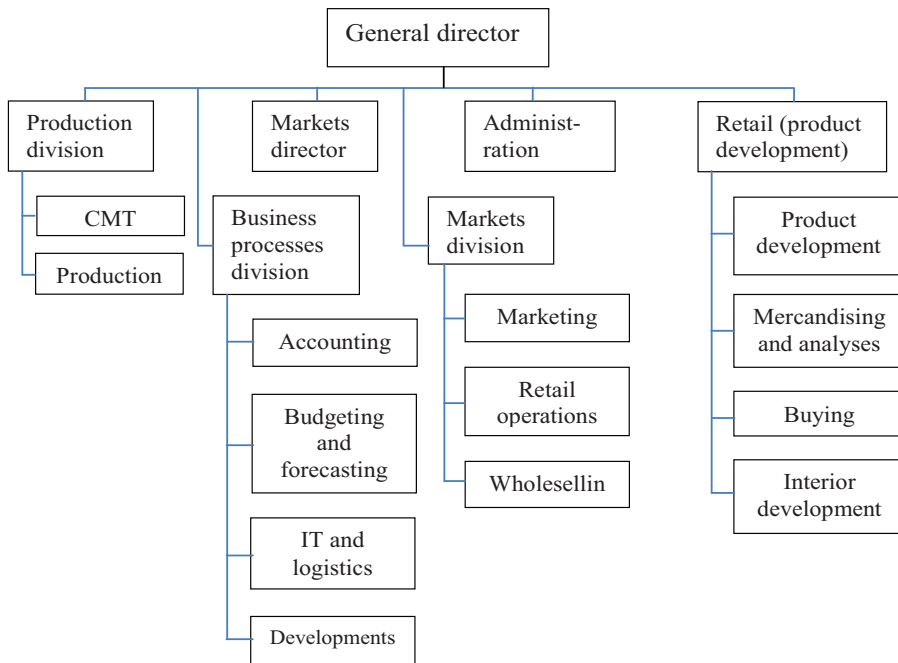 General director
Production
division
Markets
director
Administ-
ration
Retail (product
development)
CMT
Production
Business
processes
division
Accounting
Budgeting
and
forecasting
IT and
logistics
Developments
Markets
division
Marketing
Retail
operations
Wholesellin
Product
development
Mercandising
and analyses
Buying
Interior
development